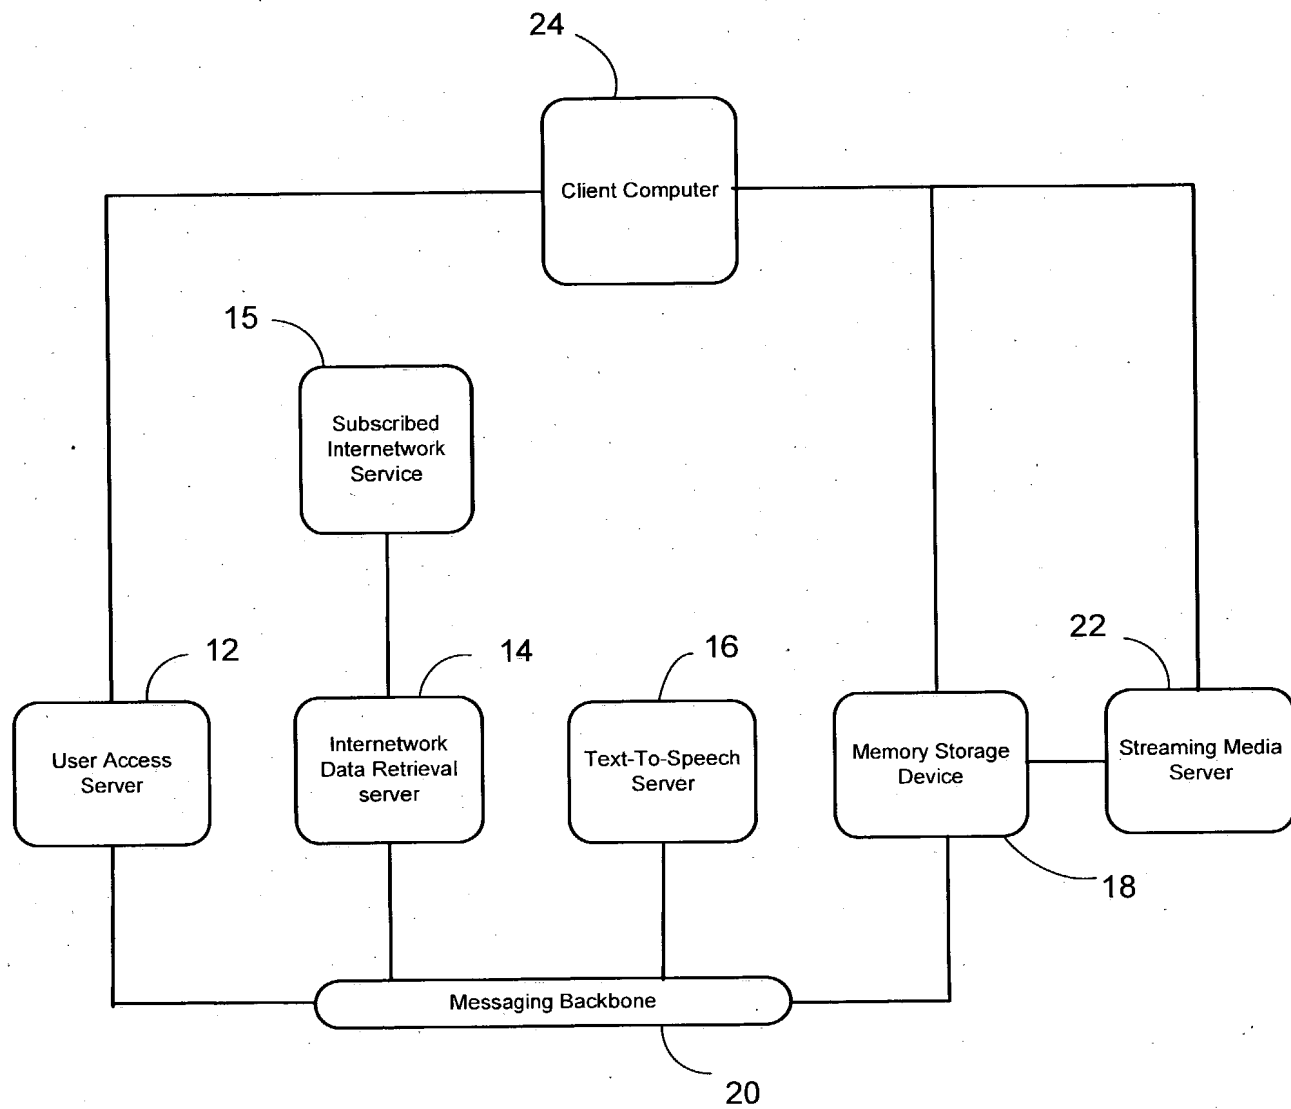 24
Client Computer
15
Subscribed
Internetwork
Service
12
14
16
22
User Access
Server
Internetwork
Data Retrieval
server
Text-To-Speech
Server
Memory Storage
Device
Streaming Media
Server
18
Messaging Backbone
20